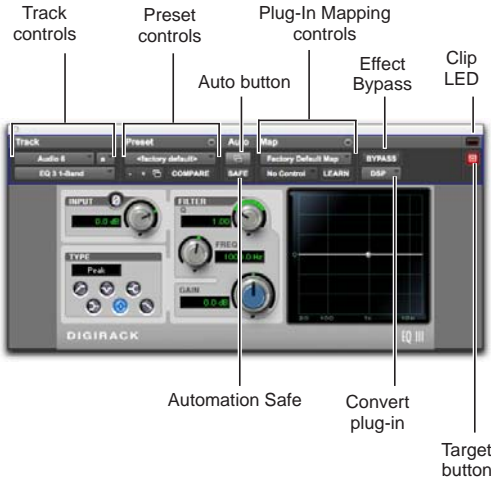 Track
controls
Preset
controls
Plug-In Mapping
controls
Auto button
Effect
Bypass
Clip
LED
Track Preset Auto Map
Audio 6 a <factory default> Factory Default Map BYPASS
EQ 3 1-Band - + COMPARE SAFE No Control LEARN DSP
INPUT
0.0 dB
FILTER
Q
1.00
FREQ
1000.0 Hz
TYPE
Peak
GAIN
0.0 dB
DIGIRACK
EQ III
Automation Safe
Convert
plug-in
Target
button